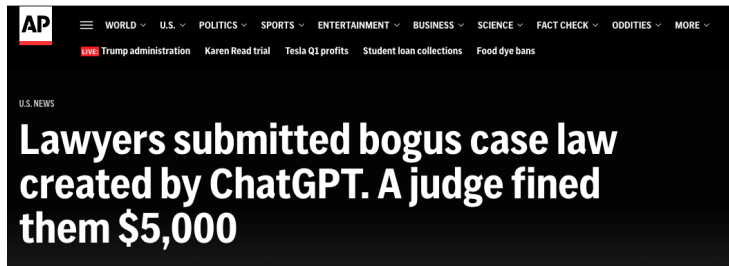 AP
WORLD U.S. POLITICS SPORTS ENTERTAINMENT BUSINESS SCIENCE FACT CHECK ODDITIES MORE
LIVE: Trump administration Karen Read trial Tesla Q1 profits Student loan collections Food dye bans
U.S. NEWS
Lawyers submitted bogus case law
created by ChatGPT. A judge fined
them $5,000